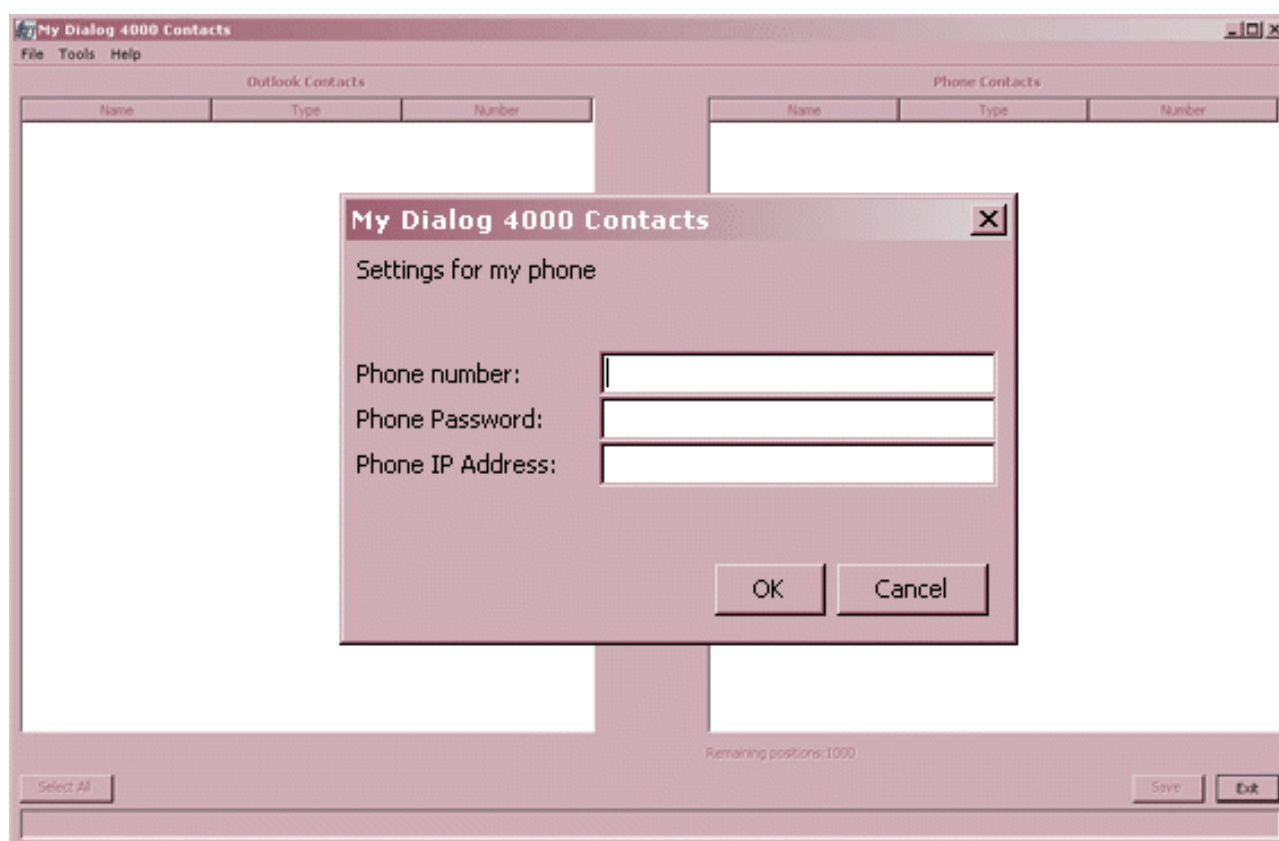 My Dialog 4000 Contacts
File Tools Help
Outlook Contacts Phone Contacts
Name Type Number Name Type Number
My Dialog 4000 Contacts
Settings for my phone
Phone number:
Phone Password:
Phone IP Address:
OK Cancel
Remaining positions:1000
Select All Save Exit